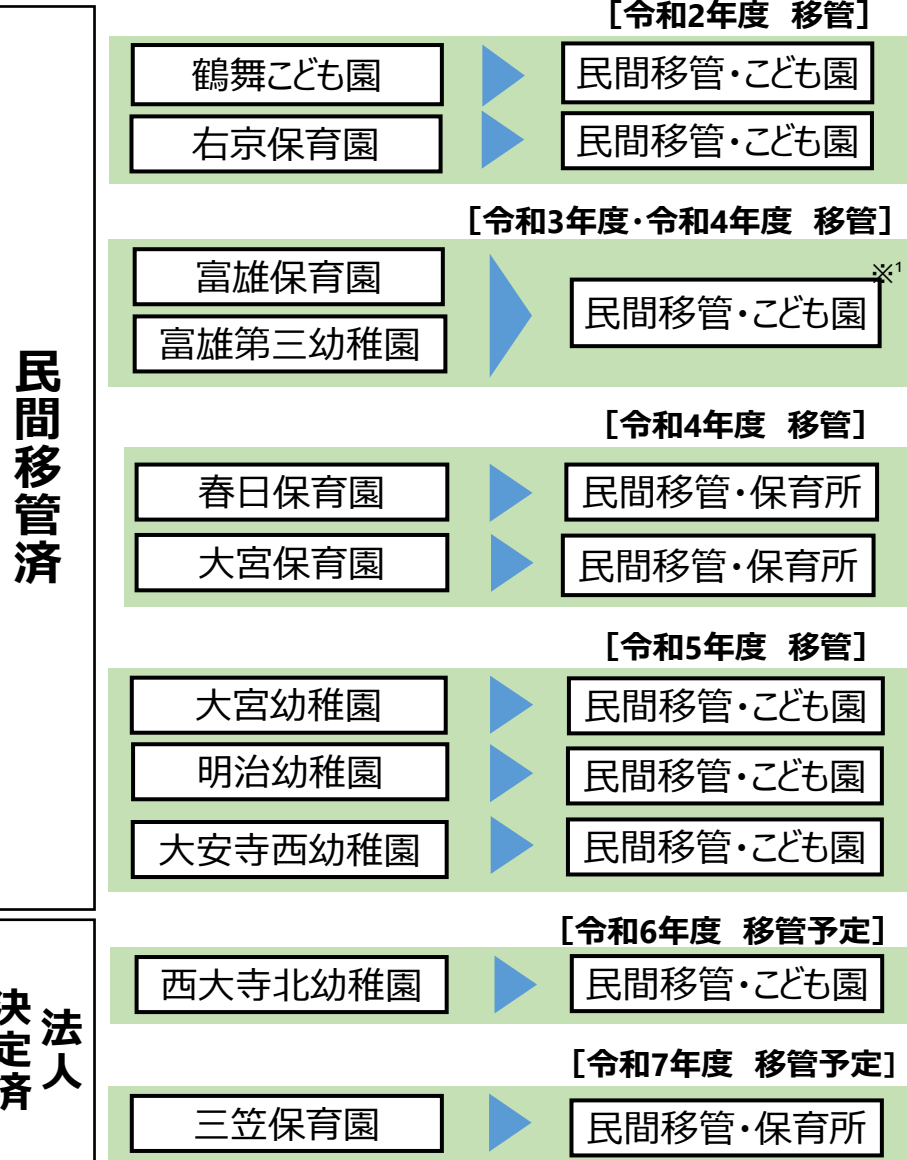 民間移管済
［令和2年度　移管］
鶴舞こども園
民間移管・こども園
右京保育園
民間移管・こども園
［令和3年度・令和4年度　移管］
富雄保育園
富雄第三幼稚園
民間移管・こども園
※1
［令和4年度　移管］
春日保育園
民間移管・保育所
大宮保育園
民間移管・保育所
［令和5年度　移管］
大宮幼稚園
民間移管・こども園
明治幼稚園
民間移管・こども園
大安寺西幼稚園
民間移管・こども園
法人
決定済
［令和6年度　移管予定］
西大寺北幼稚園
民間移管・こども園
［令和7年度　移管予定］
三笠保育園
民間移管・保育所